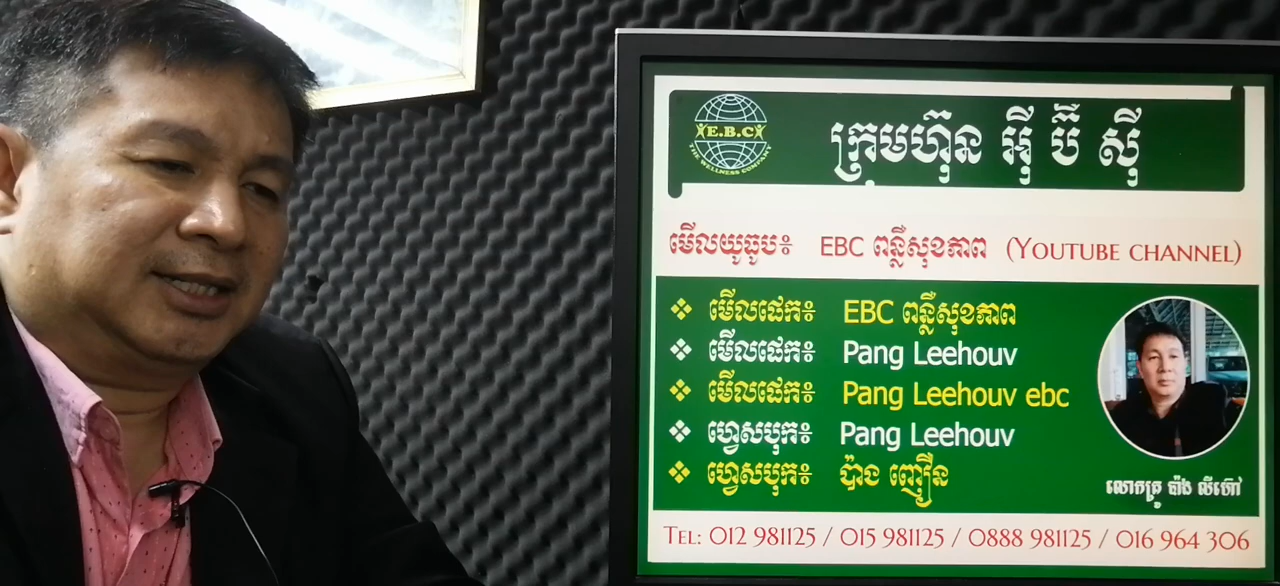 E.B.C
THE WELLNESS COMPANY
ក្រុមហ៊ុន អ៊ី ប៊ី ស៊ី
មើលយូធូប៖ EBC ពន្លឺសុខភាព (YOUTUBE CHANNEL)
❖ មើលផេក៖ EBC ពន្លឺសុខភាព
❖ មើលផេក៖ Pang Leehouv
❖ មើលផេក៖ Pang Leehouv ebc
❖ ហ្វេសបុក៖ Pang Leehouv
❖ ហ្វេសបុក៖ ប៉ាង ញឿន
លោកគ្រូ ប៉ាង លីហ៊ៅ
TEL: 012 981125 / 015 981125 / 0888 981125 / 016 964 306